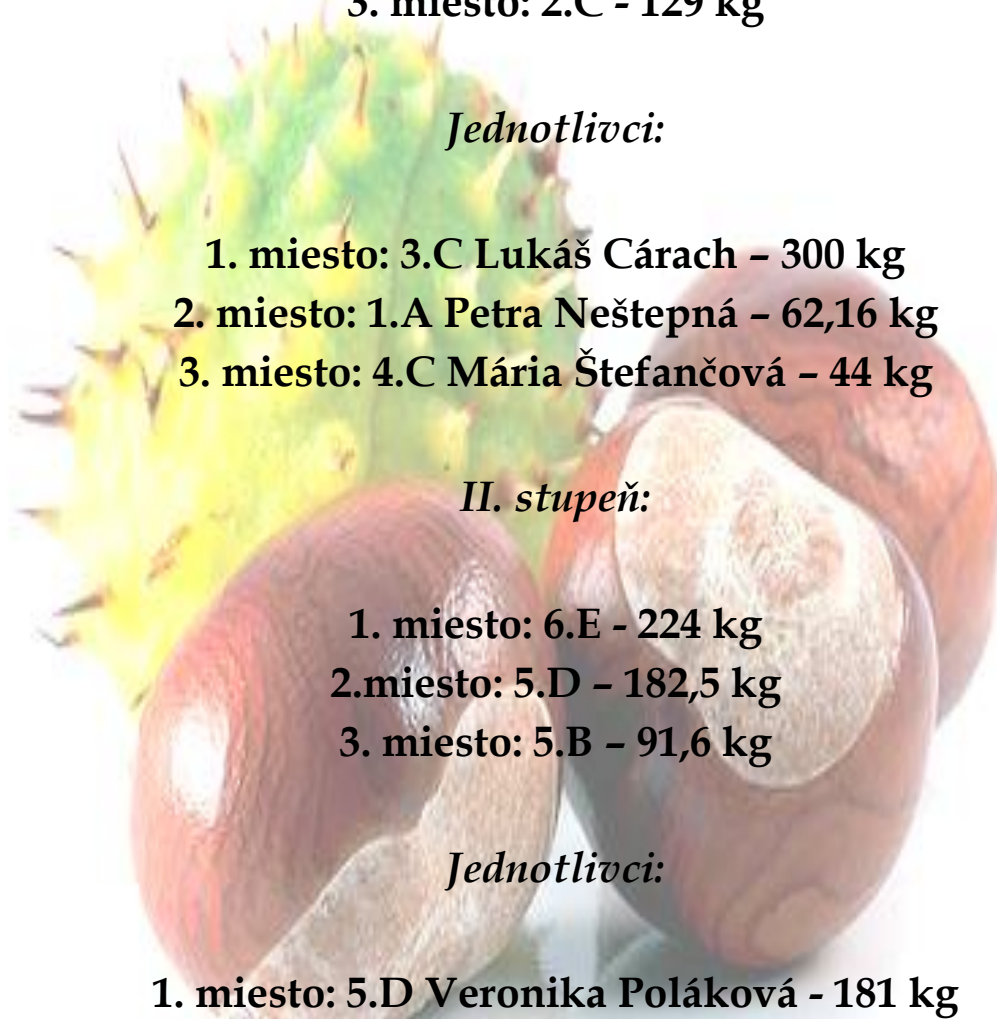 3. miesto: 2.C - 129 kg
Jednotlivci:
1. miesto: 3.C Lukáš Cárach – 300 kg
2. miesto: 1.A Petra Neštepná – 62,16 kg
3. miesto: 4.C Mária Štefančová – 44 kg
II. stupeň:
1. miesto: 6.E - 224 kg
2.miesto: 5.D – 182,5 kg
3. miesto: 5.B – 91,6 kg
Jednotlivci:
1. miesto: 5.D Veronika Poláková - 181 kg